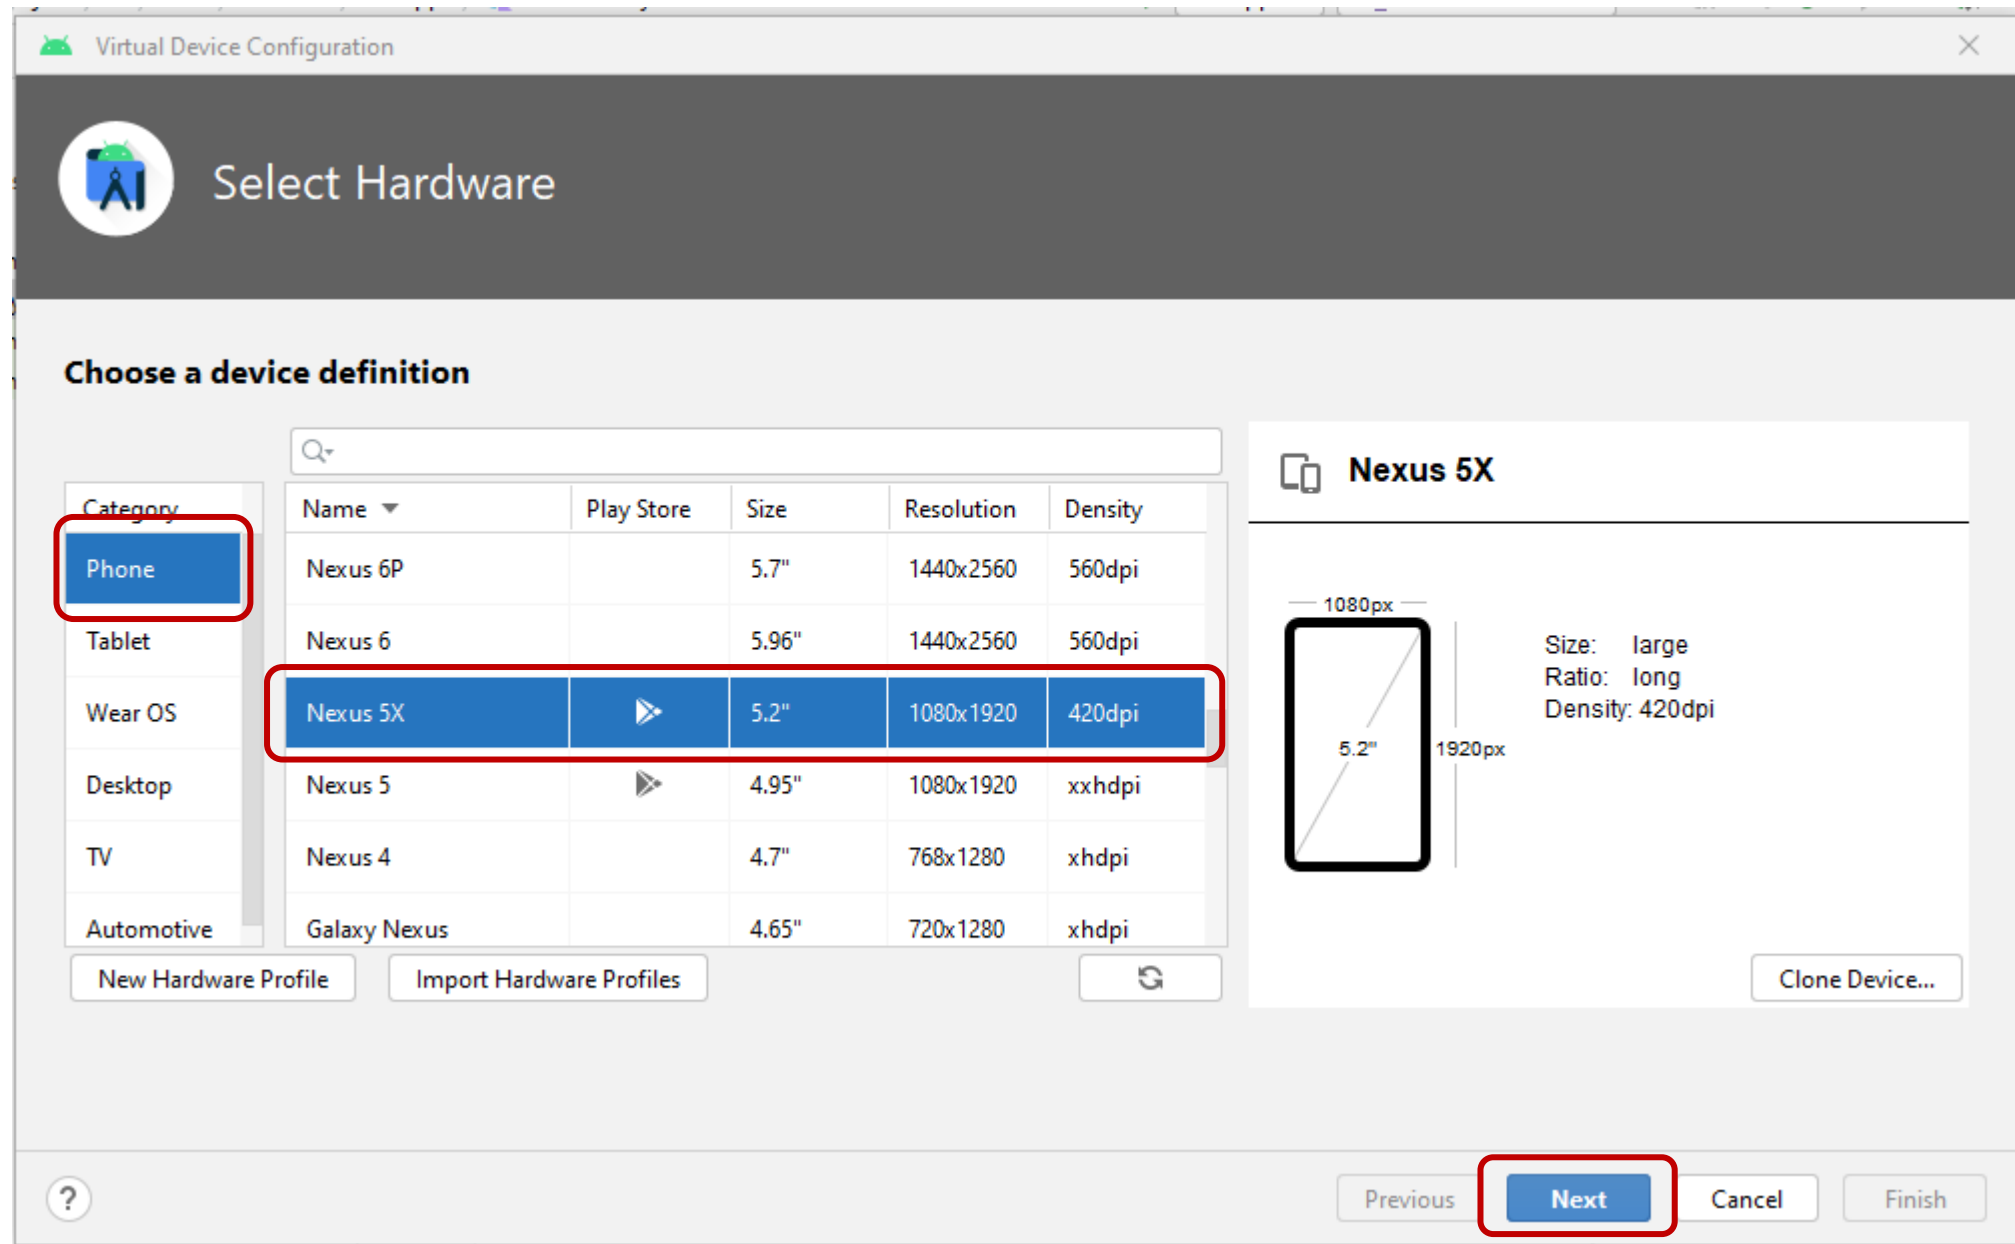 Virtual Device Configuration
Select Hardware
Choose a device definition
Category
Phone
Tablet
Wear OS
Desktop
TV
Automotive
Name Play Store Size Resolution Density
Nexus 6P 5.7" 1440x2560 560dpi
Nexus 6 5.96" 1440x2560 560dpi
Nexus 5X 5.2" 1080x1920 420dpi
Nexus 5 4.95" 1080x1920 xxhdpi
Nexus 4 4.7" 768x1280 xhdpi
Galaxy Nexus 4.65" 720x1280 xhdpi
New Hardware Profile Import Hardware Profiles
Nexus 5X
1080px
5.2"
1920px
Size: large
Ratio: long
Density: 420dpi
Clone Device...
? Previous Next Cancel Finish